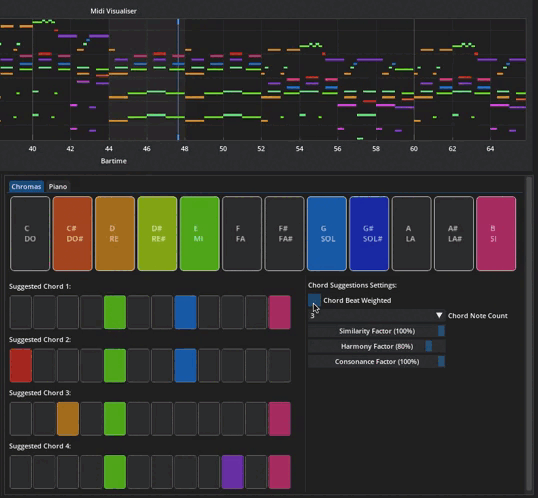 Midi Visualiser
40 42 44 46 48 50 52 54 56 58 60 62 64
Bartime
Chromas Piano
C C# D D# E F F# G G# A A# B
DO DO# RE RE# MI FA FA# SOL SOL# LA LA# SI
Suggested Chord 1:
Suggested Chord 2:
Suggested Chord 3:
Suggested Chord 4:
Chord Suggestions Settings:
Chord Beat Weighted
3 Chord Note Count
Similarity Factor (100%)
Harmony Factor (80%)
Consonance Factor (100%)